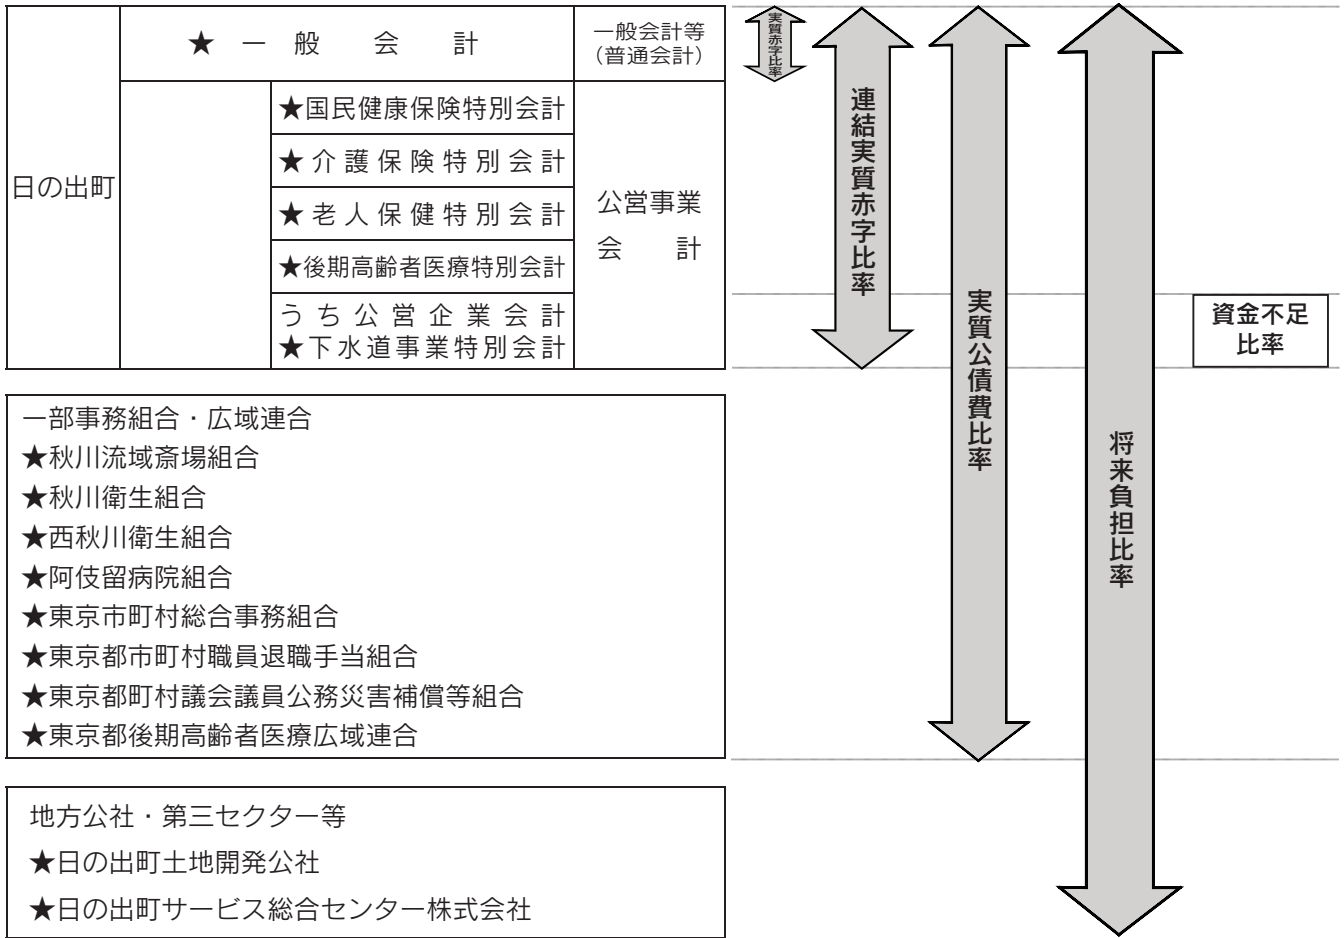 日の出町
★ 一 般 会 計
一般会計等
（普通会計）
★国民健康保険特別会計
★介護保険特別会計
★老人保健特別会計
★後期高齢者医療特別会計
うち公営企業会計
★下水道事業特別会計
公営事業
会 計
実質赤字比率
連結実質赤字比率
実質公債費比率
将来負担比率
資金不足
比率
一部事務組合・広域連合
★秋川流域斎場組合
★秋川衛生組合
★西秋川衛生組合
★阿伎留病院組合
★東京市町村総合事務組合
★東京都市町村職員退職手当組合
★東京都町村議会議員公務災害補償等組合
★東京都後期高齢者医療広域連合
地方公社・第三セクター等
★日の出町土地開発公社
★日の出町サービス総合センター株式会社